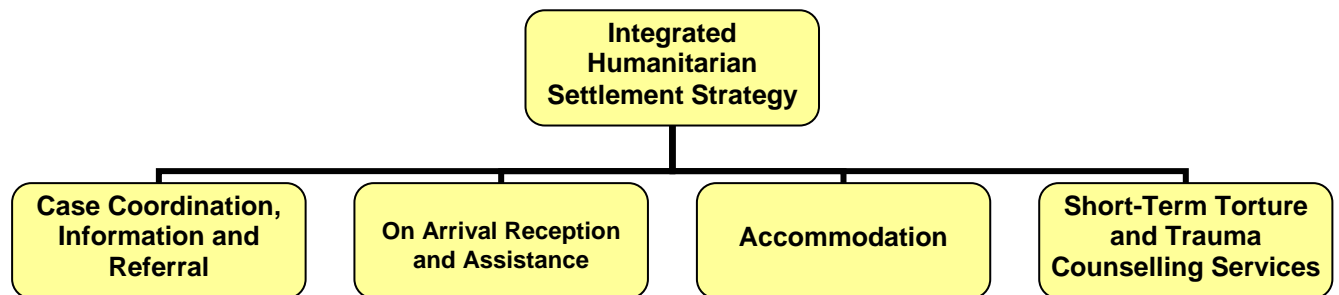 Integrated
Humanitarian
Settlement Strategy
Case Coordination,
Information and
Referral
On Arrival Reception
and Assistance
Accommodation
Short-Term Torture
and Trauma
Counselling Services